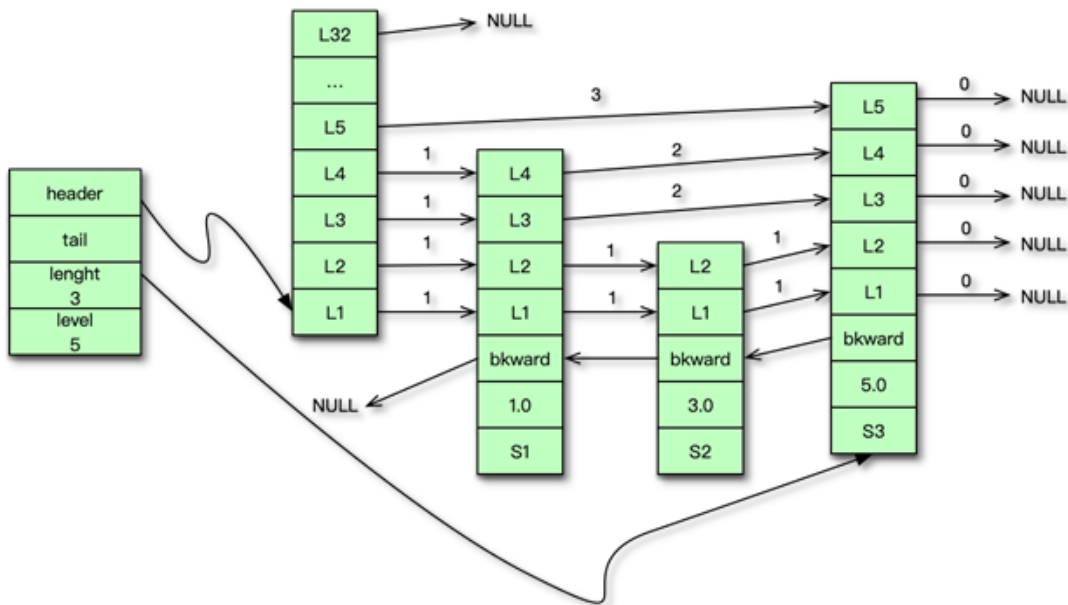 header
tail
lenght
3
level
5
L32
...
L5
L4
L3
L2
L1
NULL
3
1
1
1
1
L4
L3
L2
L1
bkward
1.0
S1
NULL
2
2
1
1
L2
L1
bkward
3.0
S2
1
1
L5
L4
L3
L2
L1
bkward
5.0
S3
0
NULL
0
NULL
0
NULL
0
NULL
0
NULL